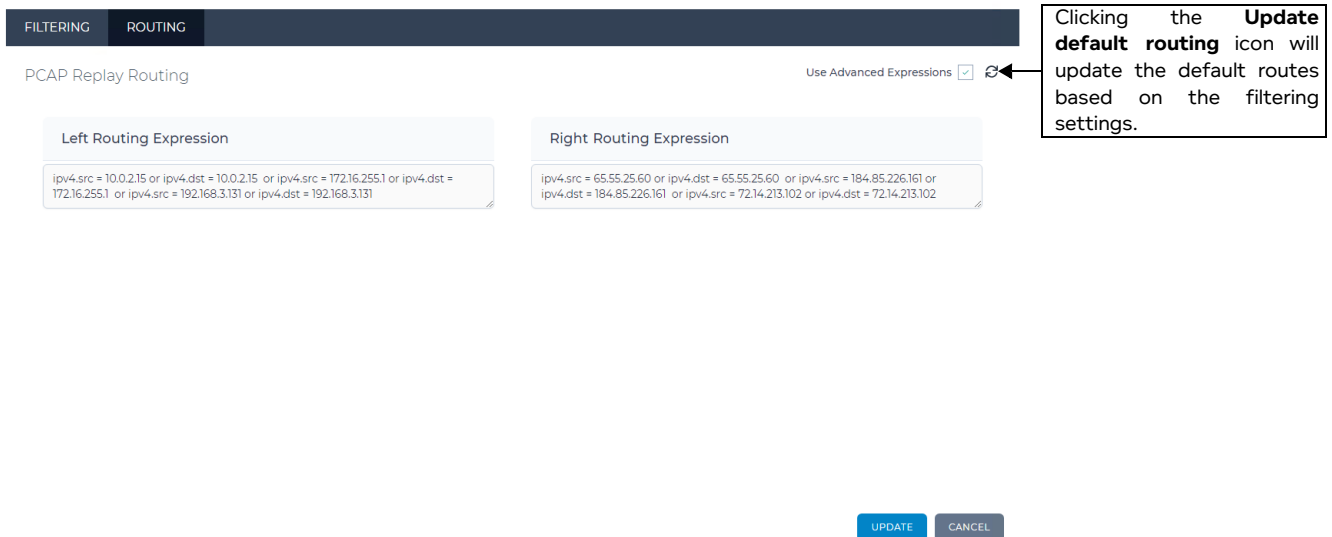 FILTERING ROUTING
PCAP Replay Routing
Use Advanced Expressions
Left Routing Expression
ipv4.src = 10.0.2.15 or ipv4.dst = 10.0.2.15  or ipv4.src = 172.16.255.1 or ipv4.dst =
172.16.255.1  or ipv4.src = 192.168.3.131 or ipv4.dst = 192.168.3.131
Right Routing Expression
ipv4.src = 65.55.25.60 or ipv4.dst = 65.55.25.60  or ipv4.src = 184.85.226.161 or
ipv4.dst = 184.85.226.161  or ipv4.src = 72.14.213.102 or ipv4.dst = 72.14.213.102
UPDATE CANCEL
Clicking the Update
default routing icon will
update the default routes
based on the filtering
settings.